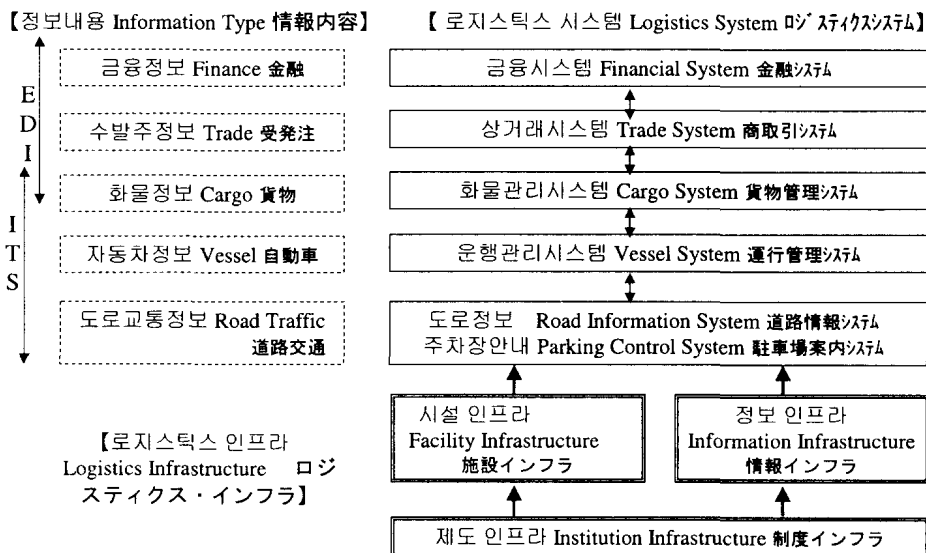 【정보내용 Information Type 情報内容】
【 로지스틱스 시스템 Logistics System ロジスティクスシステム】
E
D
I
I
T
S
금융정보 Finance 金融
수발주정보 Trade 受発注
화물정보 Cargo 貨物
자동차정보 Vessel 自動車
도로교통정보 Road Traffic
道路交通
금융시스템 Financial System 金融システム
상거래시스템 Trade System 商取引システム
화물관리시스템 Cargo System 貨物管理システム
운행관리시스템 Vessel System 運行管理システム
도로정보 Road Information System 道路情報システム
주차장안내 Parking Control System 駐車場案内システム
【로지스틱스 인프라
Logistics Infrastructure ロジ
スティクス・インフラ】
시설 인프라
Facility Infrastructure
施設インフラ
정보 인프라
Information Infrastructure
情報インフラ
제도 인프라 Institution Infrastructure 制度インフラ